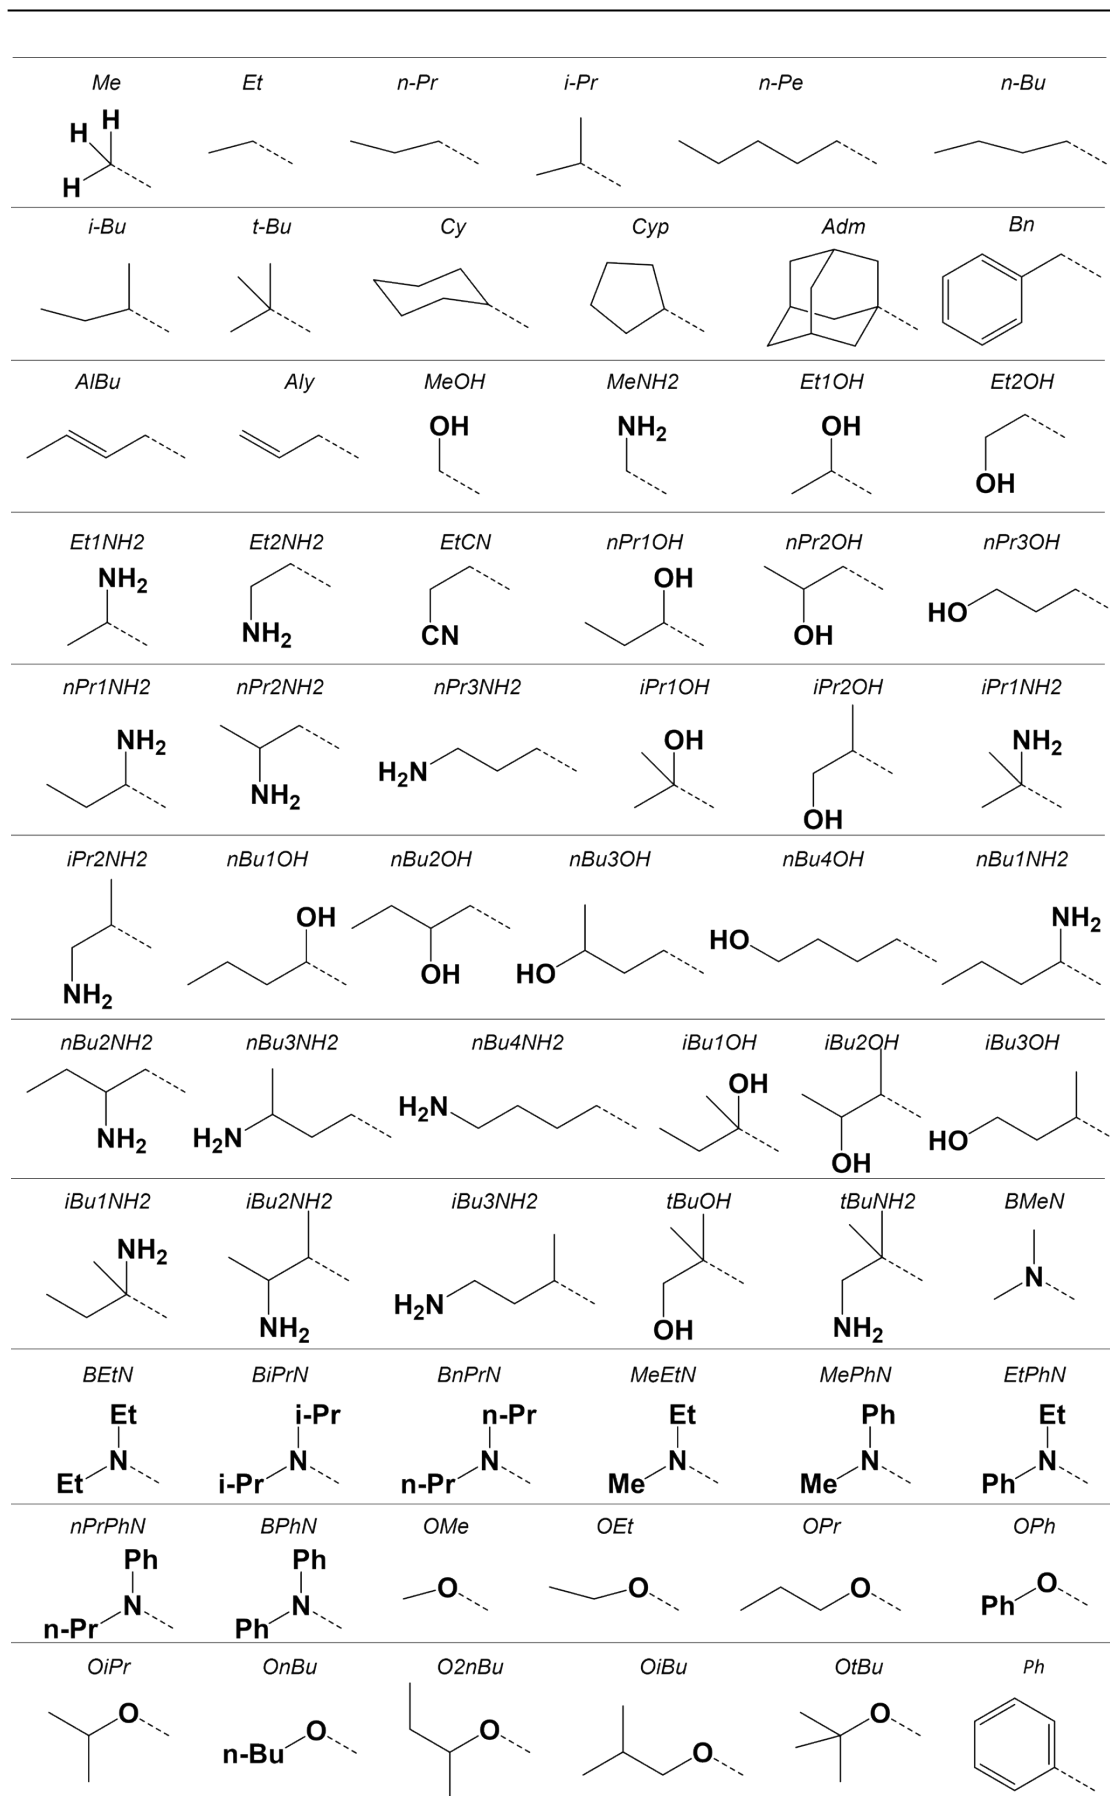 Me Et n-Pr i-Pr n-Pe n-Bu
H H
H
i-Bu t-Bu Cy Cyp Adm Bn
AlBu Aly MeOH MeNH2 Et1OH Et2OH
OH NH2 OH
OH
Et1NH2 Et2NH2 EtCN nPr1OH nPr2OH nPr3OH
NH2 OH
HO
NH2 CN OH
nPr1NH2 nPr2NH2 nPr3NH2 iPr1OH iPr2OH iPr1NH2
NH2 OH NH2
H2N
NH2
OH
iPr2NH2 nBu1OH nBu2OH nBu3OH nBu4OH nBu1NH2
OH NH2
HO
OH HO
NH2
nBu2NH2 nBu3NH2 nBu4NH2 iBu1OH iBu2OH iBu3OH
OH
H2N
NH2 H2N HO
OH
iBu1NH2 iBu2NH2 iBu3NH2 tBuOH tBuNH2 BMeN
NH2
N
H2N
NH2 OH NH2
BEtN BiPrN BnPrN MeEtN MePhN EtPhN
Et i-Pr n-Pr Et Ph Et
N N N N N N
Et i-Pr n-Pr Me Me Ph
nPrPhN BPhN OMe OEt OPr OPh
Ph Ph
O O O O
N N Ph
n-Pr Ph
OiPr OnBu O2nBu OiBu OtBu Ph
O O
O O
n-Bu O